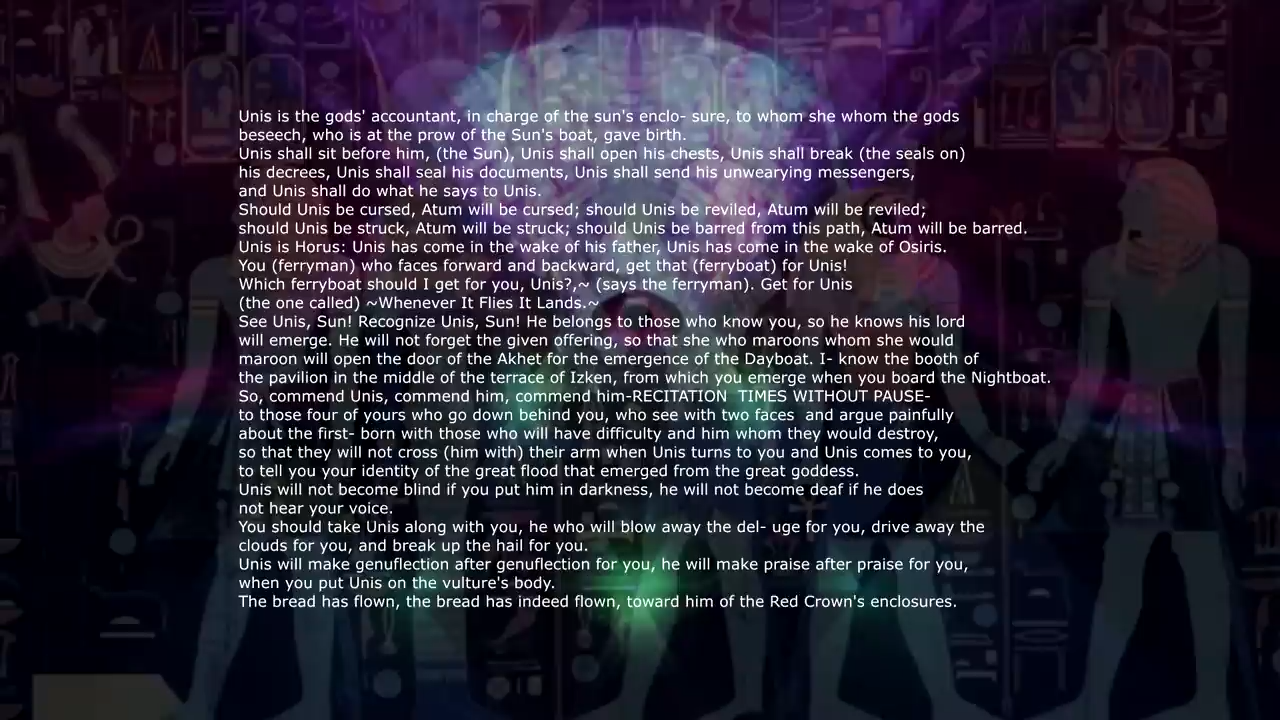 Unis is the gods' accountant, in charge of the sun's enclo- sure, to whom she whom the gods
beseech, who is at the prow of the Sun's boat, gave birth.
Unis shall sit before him, (the Sun), Unis shall open his chests, Unis shall break (the seals on)
his decrees, Unis shall seal his documents, Unis shall send his unwearying messengers,
and Unis shall do what he says to Unis.
Should Unis be cursed, Atum will be cursed; should Unis be reviled, Atum will be reviled;
should Unis be struck, Atum will be struck; should Unis be barred from this path, Atum will be barred.
Unis is Horus: Unis has come in the wake of his father, Unis has come in the wake of Osiris.
You (ferryman) who faces forward and backward, get that (ferryboat) for Unis!
Which ferryboat should I get for you, Unis?,~ (says the ferryman). Get for Unis
(the one called) ~Whenever It Flies It Lands.~
See Unis, Sun! Recognize Unis, Sun! He belongs to those who know you, so he knows his lord
will emerge. He will not forget the given offering, so that she who maroons whom she would
maroon will open the door of the Akhet for the emergence of the Dayboat. I- know the booth of
the pavilion in the middle of the terrace of Izken, from which you emerge when you board the Nightboat.
So, commend Unis, commend him, commend him-RECITATION  TIMES WITHOUT PAUSE-
to those four of yours who go down behind you, who see with two faces  and argue painfully
about the first- born with those who will have difficulty and him whom they would destroy,
so that they will not cross (him with) their arm when Unis turns to you and Unis comes to you,
to tell you your identity of the great flood that emerged from the great goddess.
Unis will not become blind if you put him in darkness, he will not become deaf if he does
not hear your voice.
You should take Unis along with you, he who will blow away the del- uge for you, drive away the
clouds for you, and break up the hail for you.
Unis will make genuflection after genuflection for you, he will make praise after praise for you,
when you put Unis on the vulture's body.
The bread has flown, the bread has indeed flown, toward him of the Red Crown's enclosures.